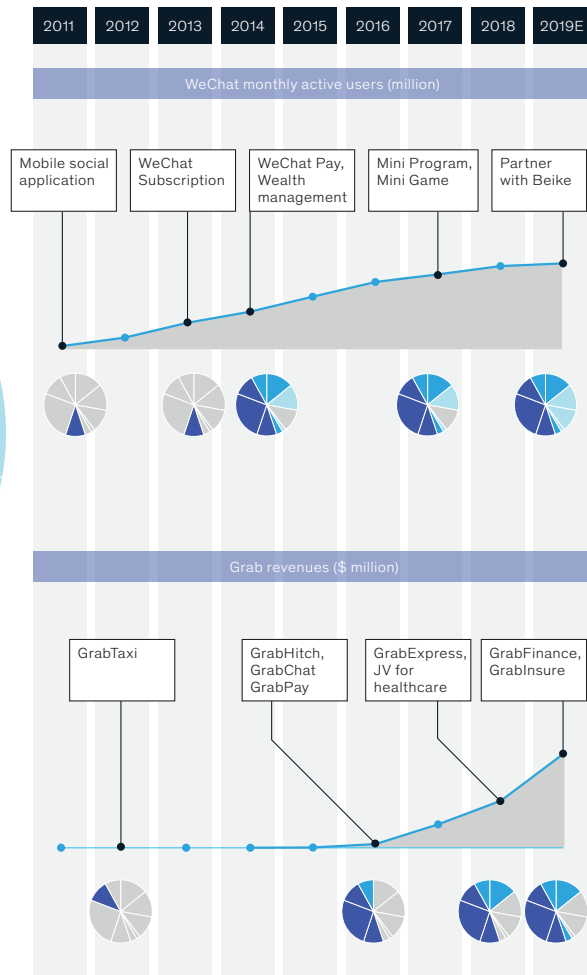 2011 2012 2013 2014 2015 2016 2017 2018 2019E
WeChat monthly active users (million)
Mobile social
application
WeChat
Subscription
WeChat Pay,
Wealth
management
Mini Program,
Mini Game
Partner
with Beike
Grab revenues ($ million)
GrabTaxi
GrabHitch,
GrabChat
GrabPay
GrabExpress,
JV for
healthcare
GrabFinance,
GrabInsure